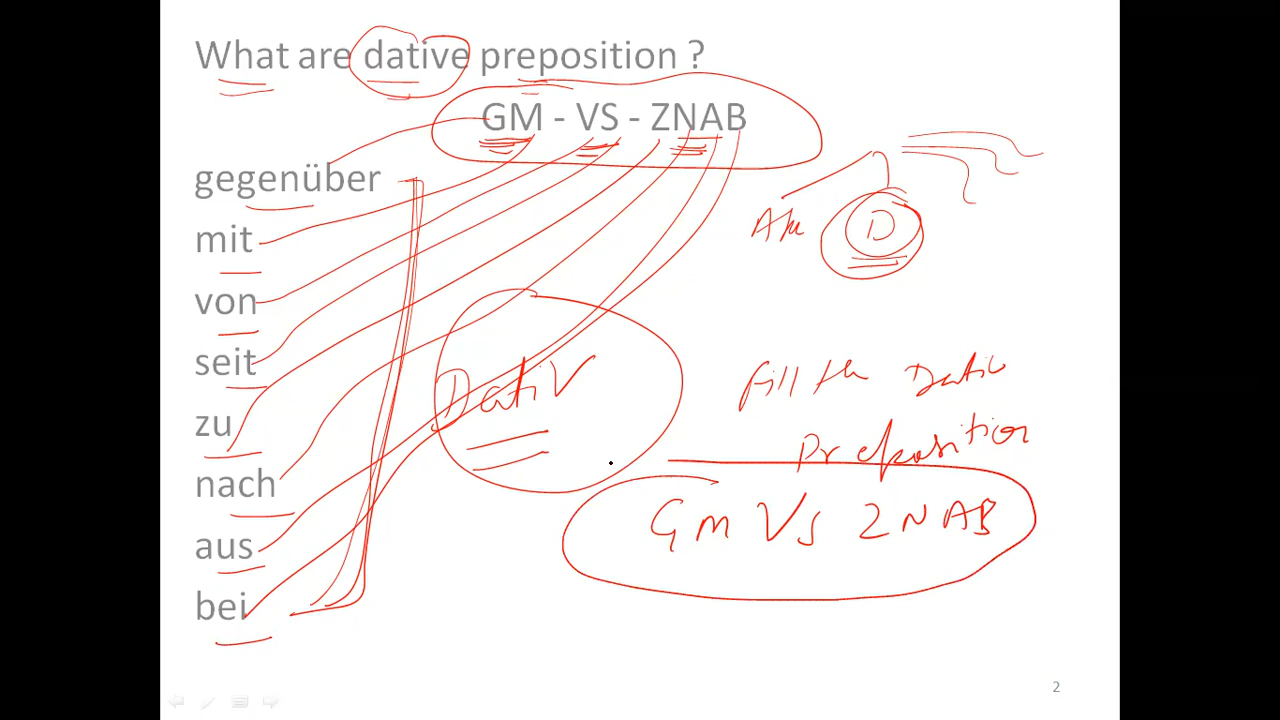 What are dative preposition ?
GM - VS - ZNAB
gegenüber
mit
von
seit
zu
nach
aus
bei
D
Dativ
fill the Dativ
Preposition
GM VS ZNAB
2